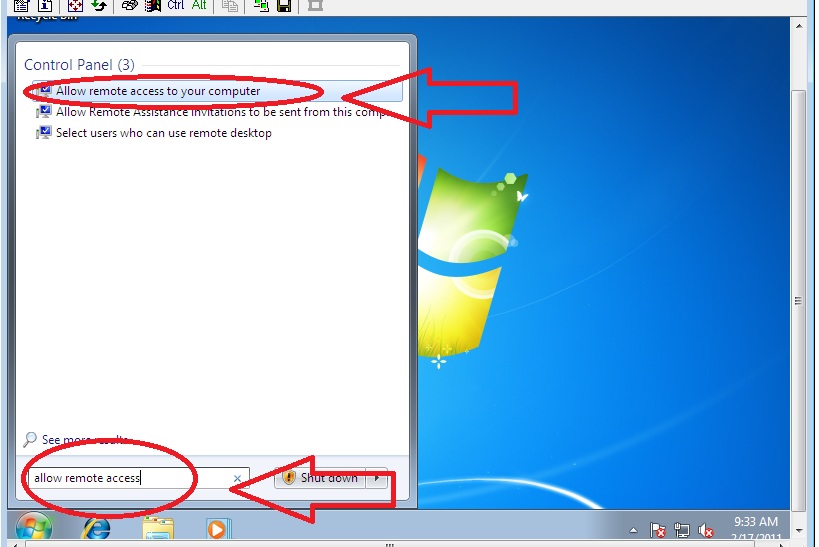 Ctrl Alt
Recycle Bin
Control Panel (3)
Allow remote access to your computer
Allow Remote Assistance invitations to be sent from this comp
Select users who can use remote desktop
See more results
allow remote access
Shut down
9:33 AM
2/17/2011